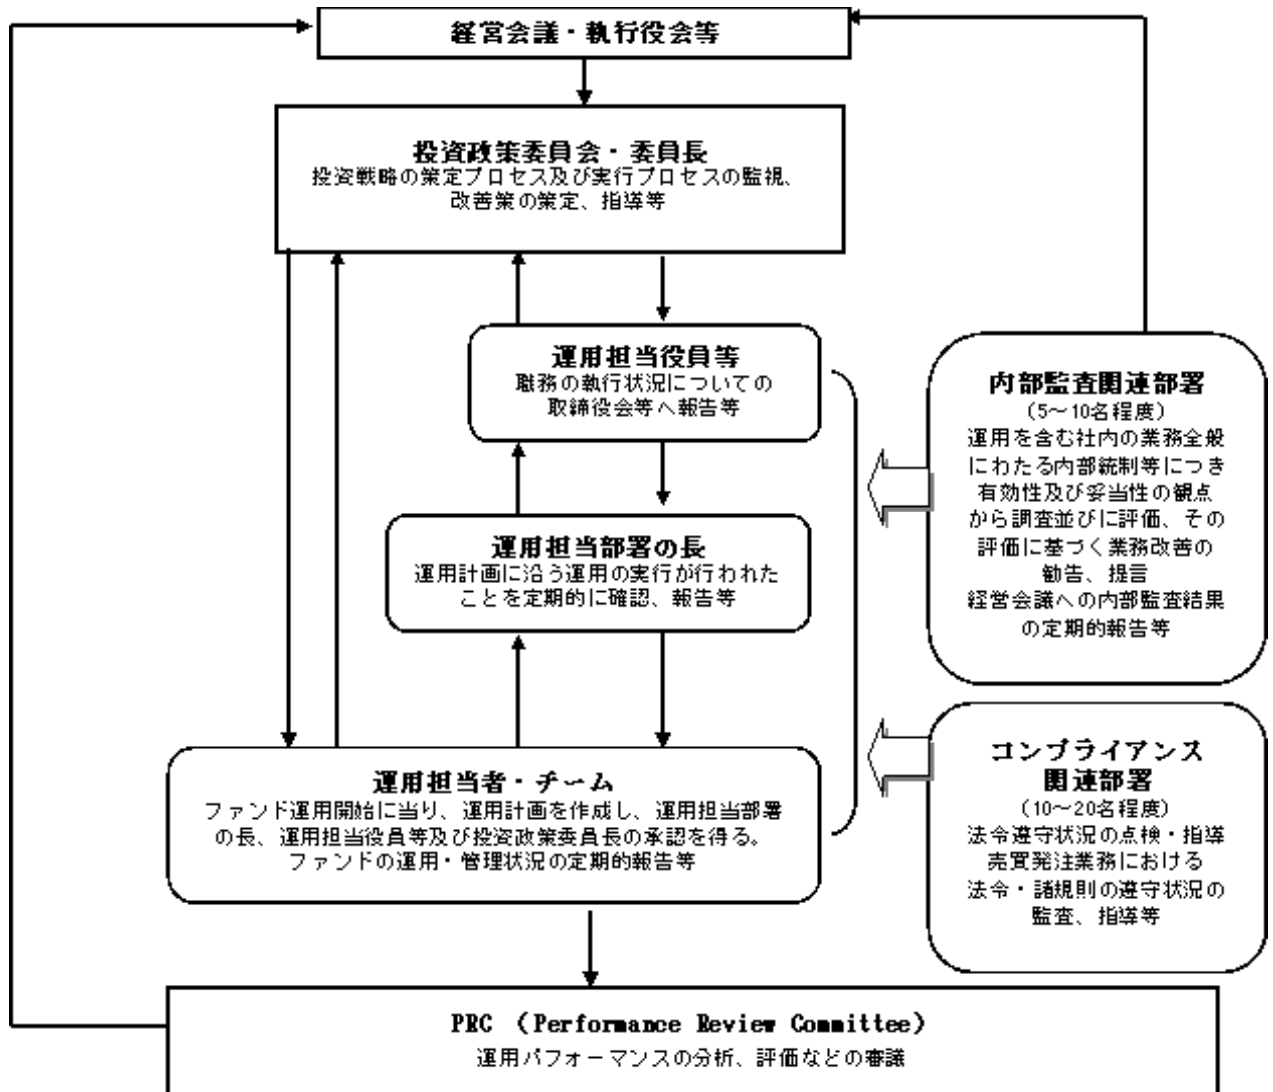 経営会議・執行役会等
投資政策委員会・委員長
投資戦略の策定プロセス及び実行プロセスの監視、
改善策の策定、指導等
運用担当役員等
職務の執行状況についての
取締役会等へ報告等
運用担当部署の長
運用計画に沿う運用の実行が行われた
ことを定期的に確認、報告等
運用担当者・チーム
ファンド運用開始に当り、運用計画を作成し、運用担当部署
の長、運用担当役員等及び投資政策委員長の承認を得る。
ファンドの運用・管理状況の定期的報告等
内部監査関連部署
（5～10名程度）
運用を含む社内の業務全般
にわたる内部統制等につき
有効性及び妥当性の観点
から調査並びに評価、その
評価に基づく業務改善の
勧告、提言
経営会議への内部監査結果
の定期的報告等
コンプライアンス
関連部署
（10～20名程度）
法令遵守状況の点検・指導
売買発注業務における
法令・諸規則の遵守状況の
監査、指導等
PRC （Performance Review Committee）
運用パフォーマンスの分析、評価などの審議